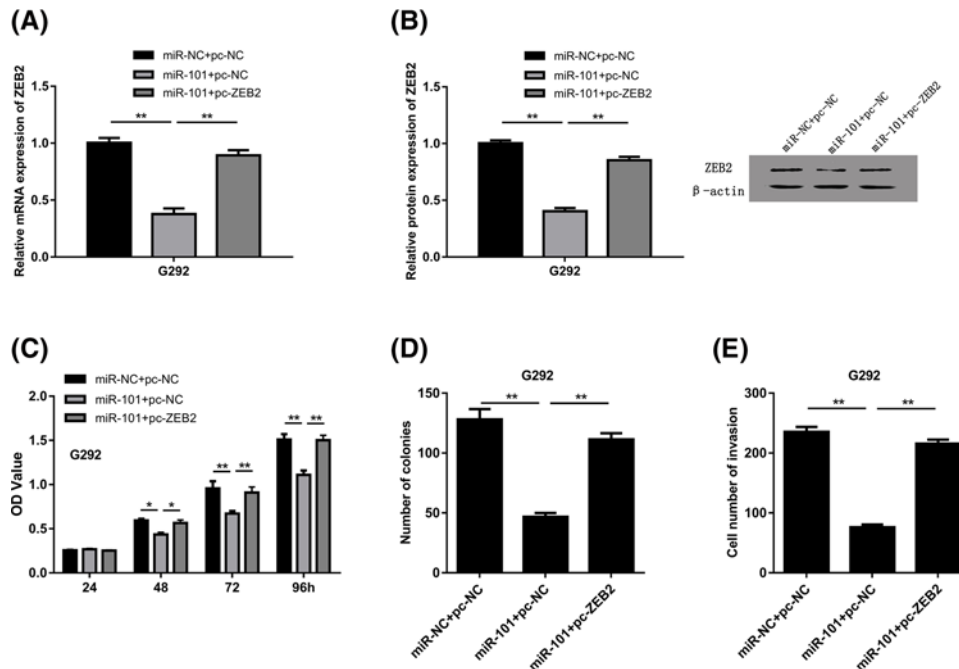 (A)
miR-NC+pc-NC
miR-101+pc-NC
miR-101+pc-ZEB2
Relative mRNA expression of ZEB2
1.5
1.0
0.5
0.0
** **
G292
(B)
miR-NC+pc-NC
miR-101+pc-NC
miR-101+pc-ZEB2
Relative protein expression of ZEB2
1.5
1.0
0.5
0.0
** **
G292
miR-NC+pc-NC
miR-101+pc-NC
miR-101+pc-ZEB2
ZEB2
β-actin
(C)
miR-NC+pc-NC
miR-101+pc-NC
miR-101+pc-ZEB2
G292
OD Value
2.0
1.5
1.0
0.5
0.0
* *
** **
** **
24 48 72 96h
(D)
G292
Number of colonies
150
100
50
0
** **
miR-NC+pc-NC
miR-101+pc-NC
miR-101+pc-ZEB2
(E)
G292
Cell number of invasion
300
200
100
0
** **
miR-NC+pc-NC
miR-101+pc-NC
miR-101+pc-ZEB2